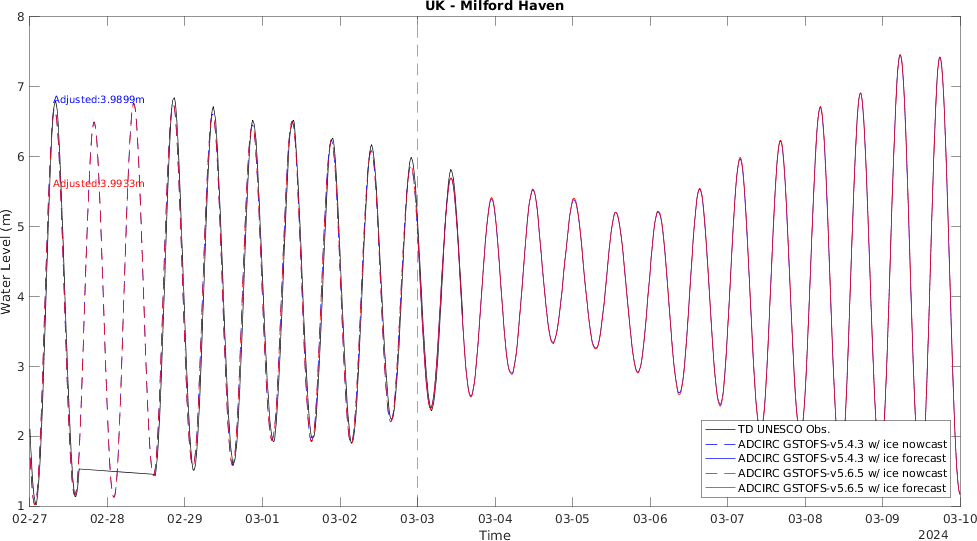 UK - Milford Haven
8
7
6
5
4
3
2
1
Water Level (m)
Adjusted:3.9899m
Adjusted:3.9933m
TD UNESCO Obs.
ADCIRC GSTOFS-v5.4.3 w/ ice nowcast
ADCIRC GSTOFS-v5.4.3 w/ ice forecast
ADCIRC GSTOFS-v5.6.5 w/ ice nowcast
ADCIRC GSTOFS-v5.6.5 w/ ice forecast
02-27 02-28 02-29 03-01 03-02 03-03 03-04 03-05 03-06 03-07 03-08 03-09 03-10
Time
2024